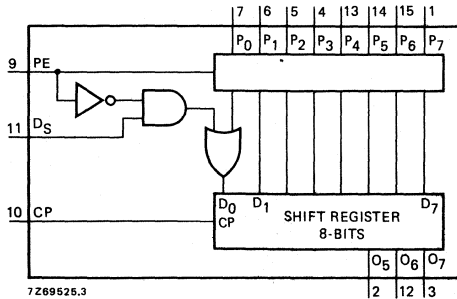 7 6 5 4 13 14 15 1
P0 P1 P2 P3 P4 P5 P6 P7
9 PE
11 DS
D0 D1 D7
10 CP CP SHIFT REGISTER
8-BITS
O5 O6 O7
7Z69525.3 2 12 3